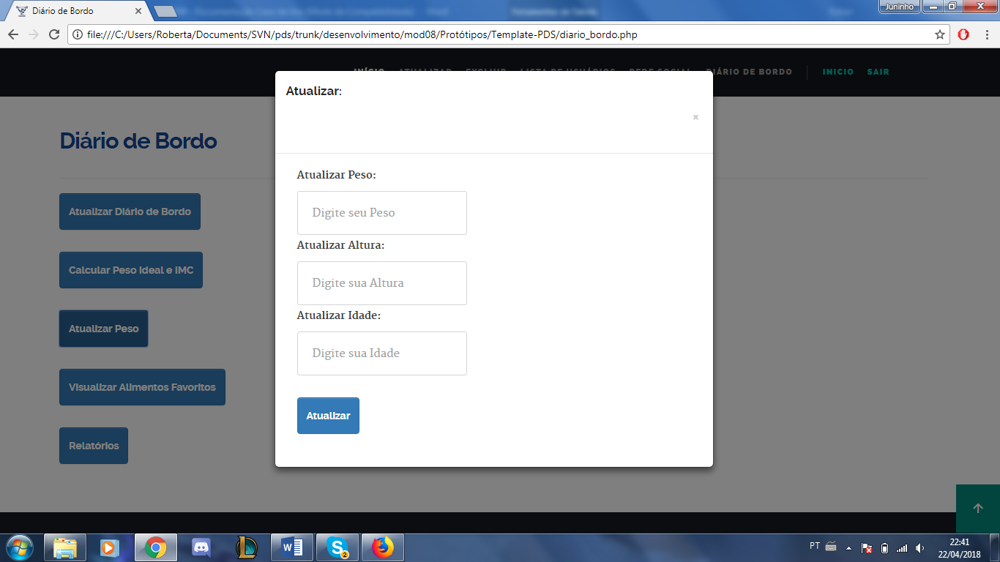 Diário de Bordo
Juninho
file:///C:/Users/Roberta/Documents/SVN/pds/trunk/desenvolvimento/mod08/Protótipos/Template-PDS/diario_bordo.php
INÍCIO ATUALIZAR EXCLUIR LISTA DE USUÁRIOS REDE SOCIAL DIÁRIO DE BORDO INICIO SAIR
Atualizar:
×
Diário de Bordo
Atualizar Diário de Bordo
Calcular Peso Ideal e IMC
Atualizar Peso
Visualizar Alimentos Favoritos
Relatórios
Atualizar Peso:
Digite seu Peso
Atualizar Altura:
Digite sua Altura
Atualizar Idade:
Digite sua Idade
Atualizar
2
PT
22:41
22/04/2018